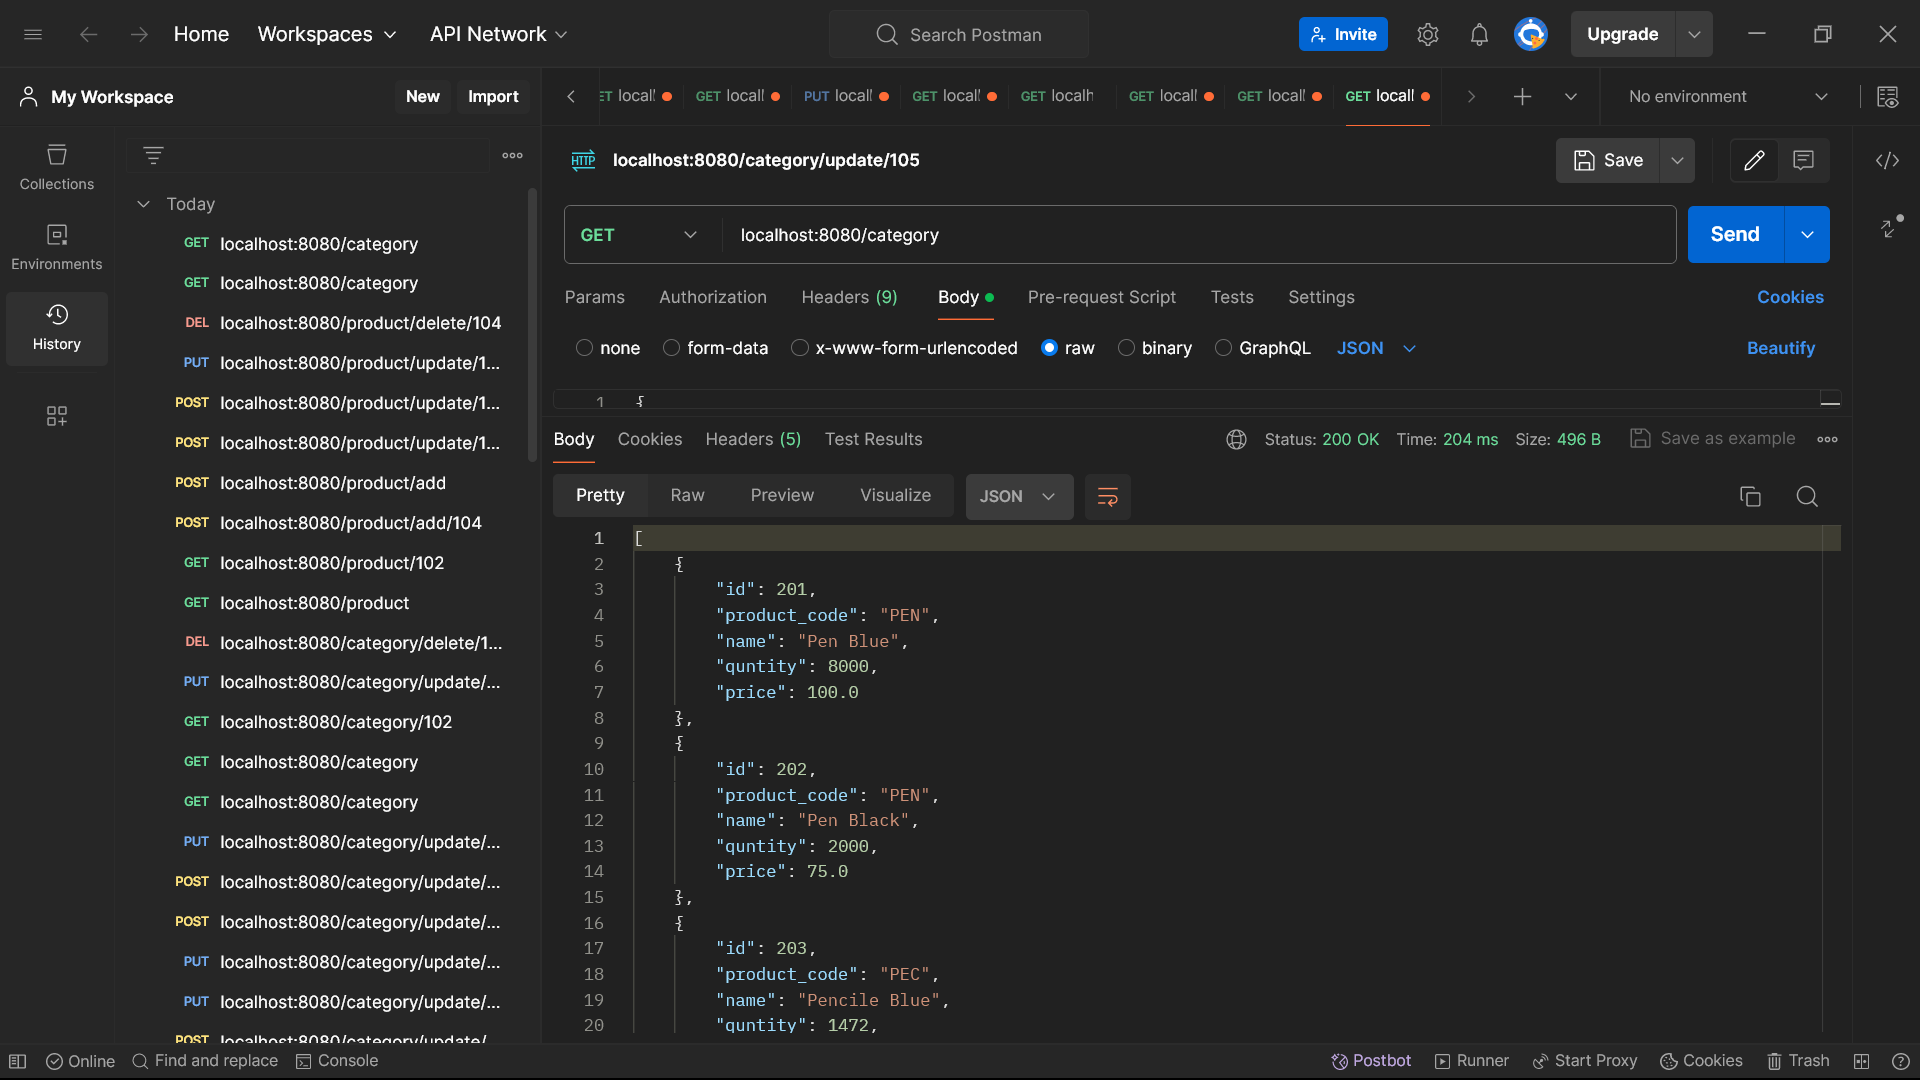 Home Workspaces API Network Search Postman Invite Upgrade
My Workspace New Import
ET locall GET locall PUT locall GET locall GET localh GET locall GET locall GET locall No environment
Collections
Environments
History
Today
GET localhost:8080/category
GET localhost:8080/category
DEL localhost:8080/product/delete/104
PUT localhost:8080/product/update/1...
POST localhost:8080/product/update/1...
POST localhost:8080/product/update/1...
POST localhost:8080/product/add
POST localhost:8080/product/add/104
GET localhost:8080/product/102
GET localhost:8080/product
DEL localhost:8080/category/delete/1...
PUT localhost:8080/category/update/...
GET localhost:8080/category/102
GET localhost:8080/category
GET localhost:8080/category
PUT localhost:8080/category/update/...
POST localhost:8080/category/update/...
POST localhost:8080/category/update/...
PUT localhost:8080/category/update/...
PUT localhost:8080/category/update/...
POST localhost:8080/category/update/
HTTP localhost:8080/category/update/105 Save
GET localhost:8080/category Send
Params Authorization Headers (9) Body Pre-request Script Tests Settings Cookies
none form-data x-www-form-urlencoded raw binary GraphQL JSON Beautify
1 {
Body Cookies Headers (5) Test Results Status: 200 OK Time: 204 ms Size: 496 B Save as example
Pretty Raw Preview Visualize JSON
1 [
2 {
3 "id": 201,
4 "product_code": "PEN",
5 "name": "Pen Blue",
6 "quntity": 8000,
7 "price": 100.0
8 },
9 {
10 "id": 202,
11 "product_code": "PEN",
12 "name": "Pen Black",
13 "quntity": 2000,
14 "price": 75.0
15 },
16 {
17 "id": 203,
18 "product_code": "PEC",
19 "name": "Pencile Blue",
20 "quntity": 1472,
Online Find and replace Console Postbot Runner Start Proxy Cookies Trash